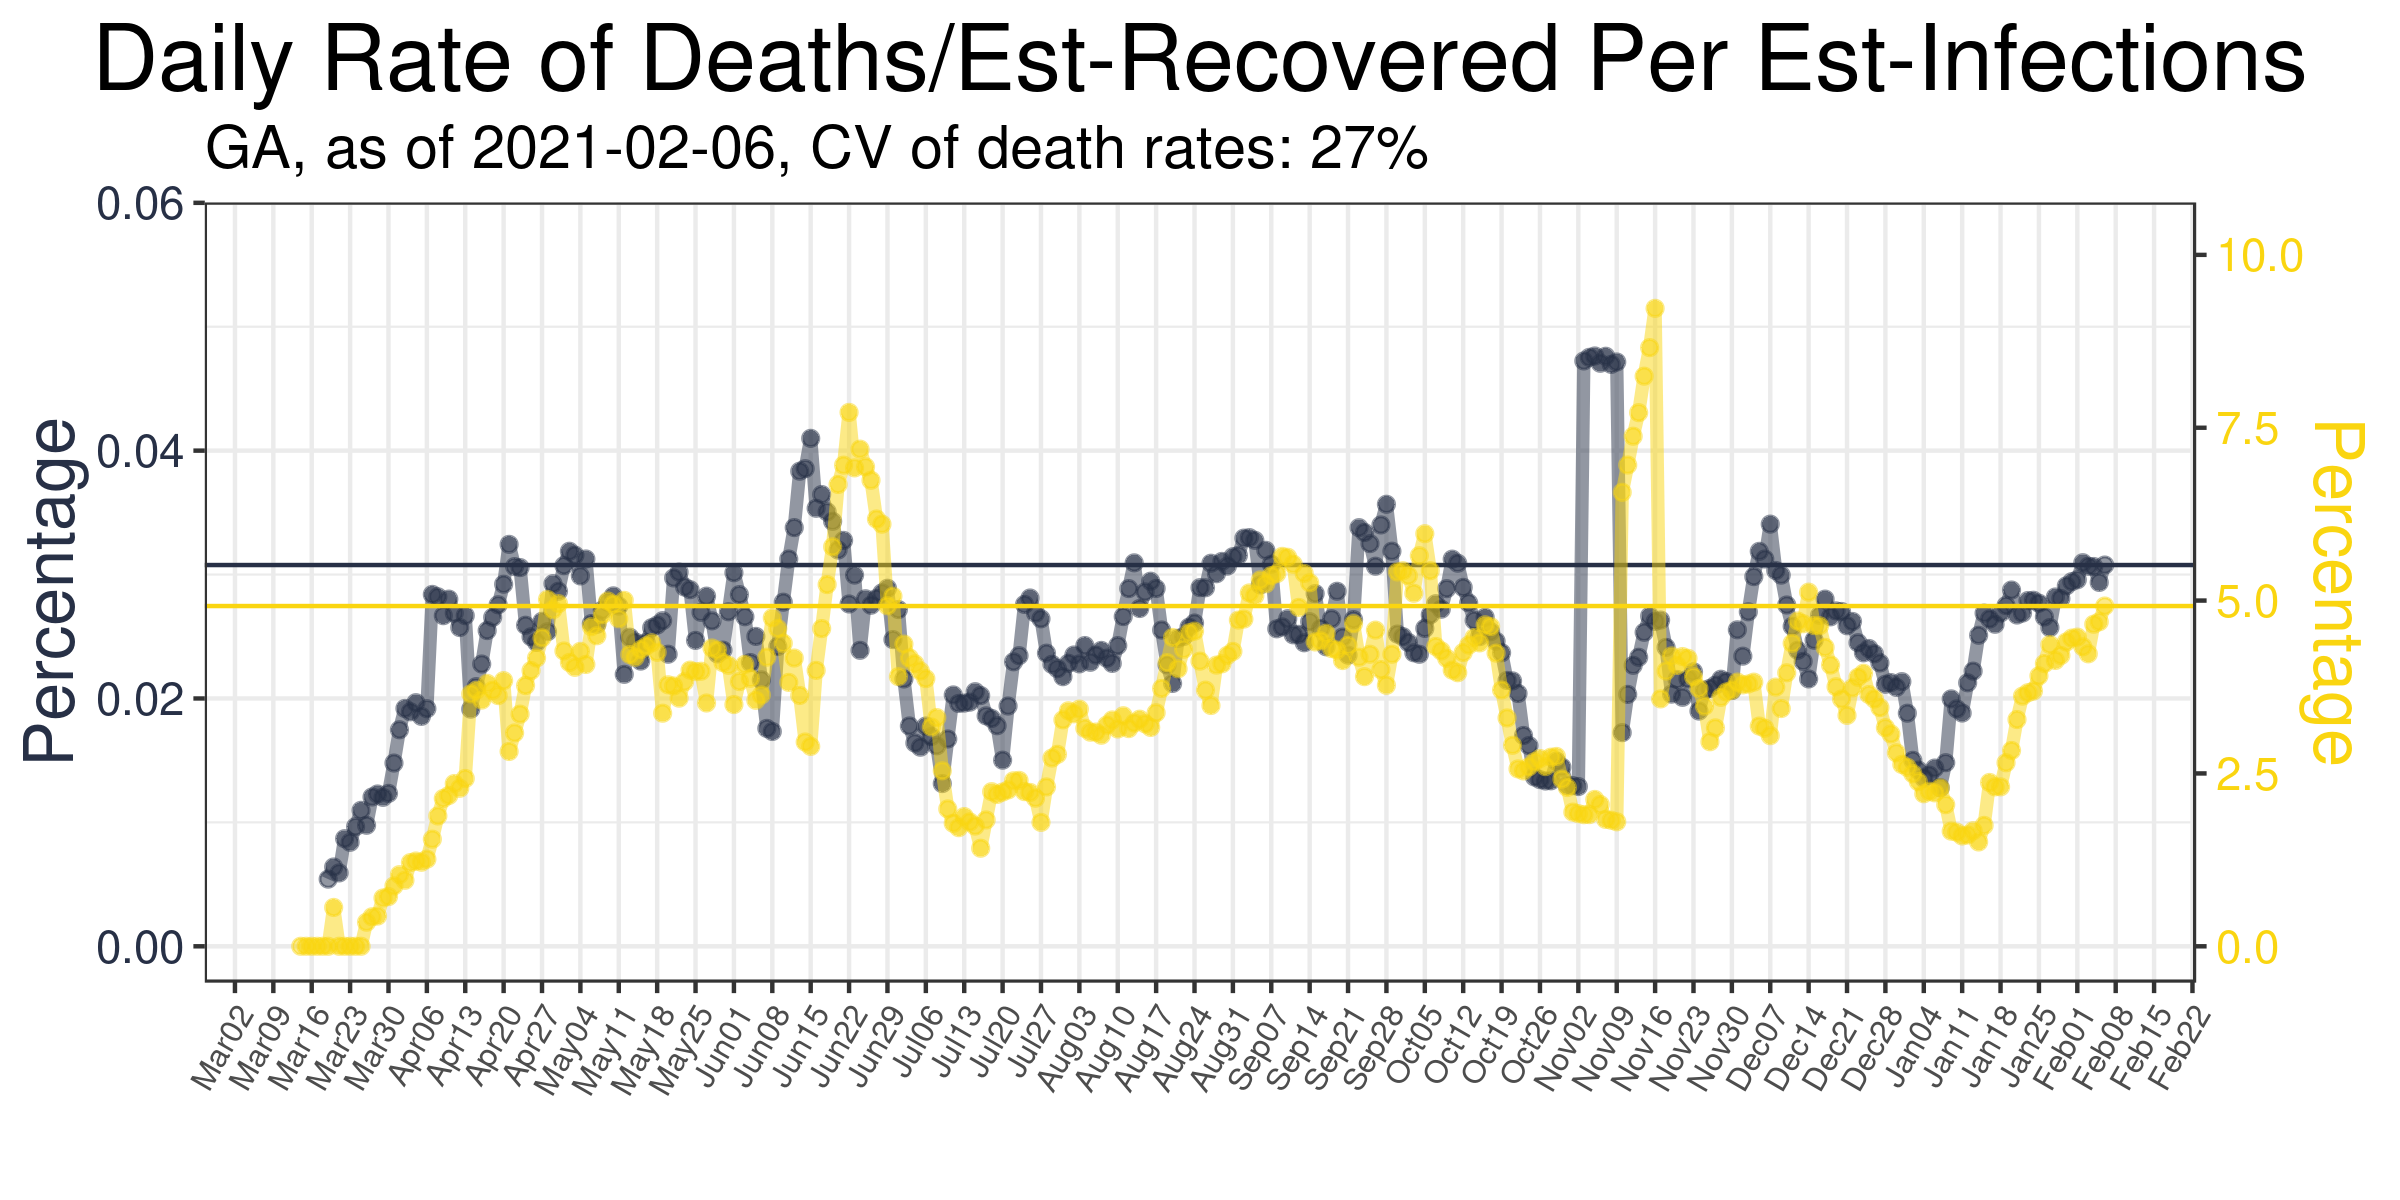 Daily Rate of Deaths/Est-Recovered Per Est-Infections
GA, as of 2021-02-06, CV of death rates: 27%
Percentage
0.06
0.04
0.02
0.00
10.0
7.5
5.0
2.5
0.0
Percentage
Mar02
Mar09
Mar16
Mar23
Mar30
Apr06
Apr13
Apr20
Apr27
May04
May11
May18
May25
Jun01
Jun08
Jun15
Jun22
Jun29
Jul06
Jul13
Jul20
Jul27
Aug03
Aug10
Aug17
Aug24
Aug31
Sep07
Sep14
Sep21
Sep28
Oct05
Oct12
Oct19
Oct26
Nov02
Nov09
Nov16
Nov23
Nov30
Dec07
Dec14
Dec21
Dec28
Jan04
Jan11
Jan18
Jan25
Feb01
Feb08
Feb15
Feb22